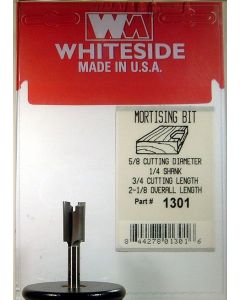 WM
WHITESIDE
MADE IN U.S.A.
MORTISING BIT
5/8 CUTTING DIAMETER
1/4 SHANK
3/4 CUTTING LENGTH
2-1/8 OVERALL LENGTH
Part # 1301
8 44278 01301 6